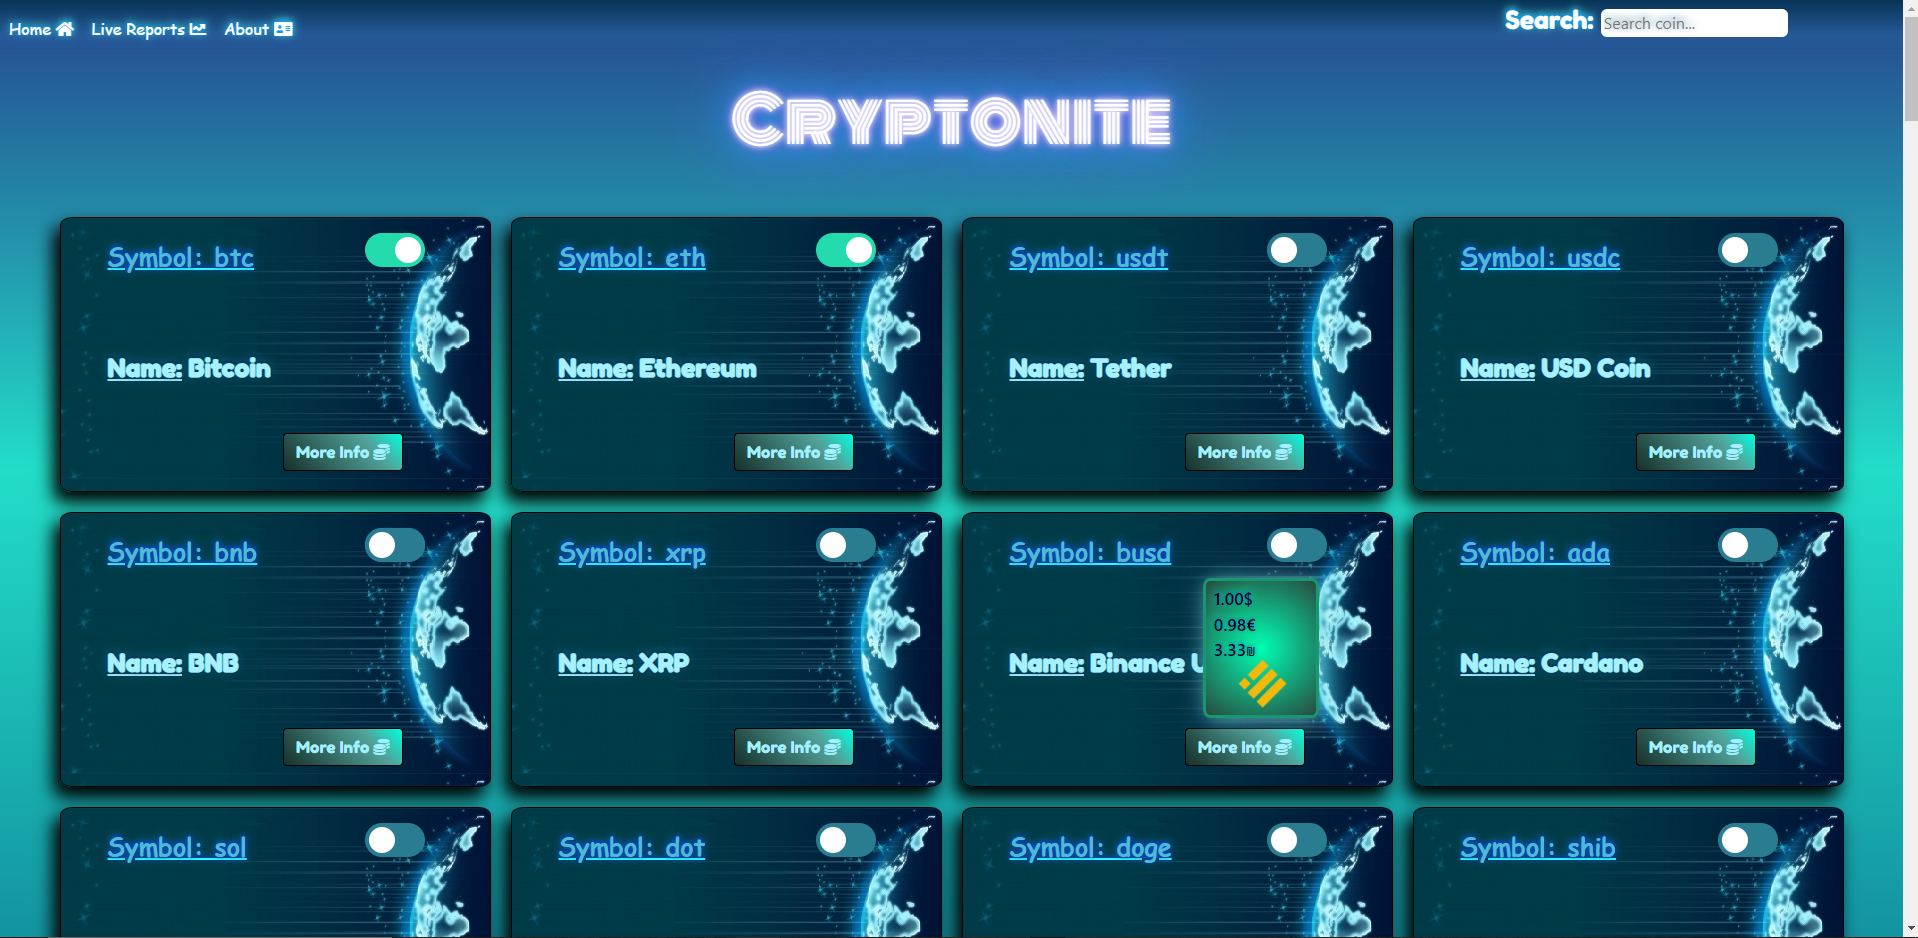 Home
Live Reports
About
Search:
Search coin...
Cryptonite
Symbol: btc
Name: Bitcoin
More Info
Symbol: eth
Name: Ethereum
More Info
Symbol: usdt
Name: Tether
More Info
Symbol: usdc
Name: USD Coin
More Info
Symbol: bnb
Name: BNB
More Info
Symbol: xrp
Name: XRP
More Info
Symbol: busd
1.00$
0.98€
3.33₪
Name: Binance U
More Info
Symbol: ada
Name: Cardano
More Info
Symbol: sol
Symbol: dot
Symbol: doge
Symbol: shib